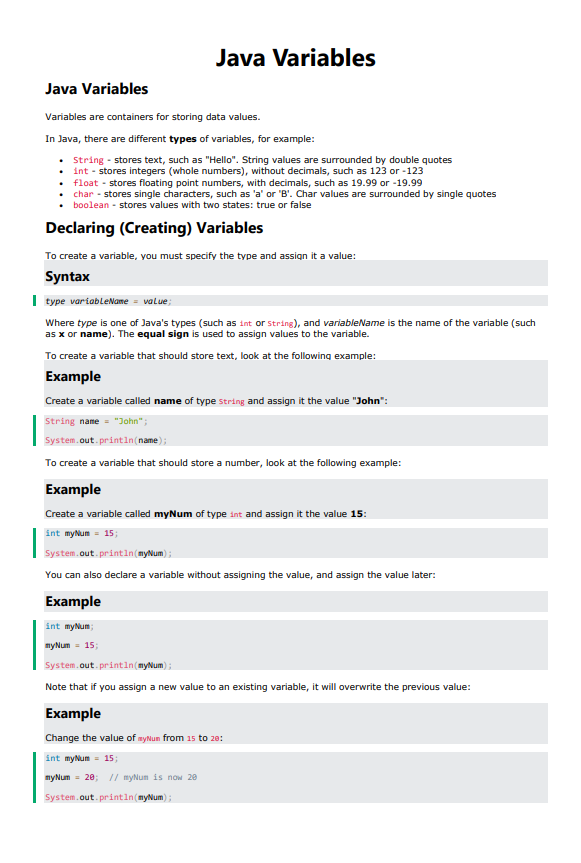 Java Variables
Java Variables
Variables are containers for storing data values.
In Java, there are different types of variables, for example:
• String - stores text, such as "Hello". String values are surrounded by double quotes
• int - stores integers (whole numbers), without decimals, such as 123 or -123
• float - stores floating point numbers, with decimals, such as 19.99 or -19.99
• char - stores single characters, such as 'a' or 'B'. Char values are surrounded by single quotes
• boolean - stores values with two states: true or false
Declaring (Creating) Variables
To create a variable, you must specify the type and assign it a value:
Syntax
type variableName = value;
Where type is one of Java's types (such as int or String), and variableName is the name of the variable (such
as x or name). The equal sign is used to assign values to the variable.
To create a variable that should store text, look at the following example:
Example
Create a variable called name of type String and assign it the value "John":
String name = "John";
System.out.println(name);
To create a variable that should store a number, look at the following example:
Example
Create a variable called myNum of type int and assign it the value 15:
int myNum = 15;
System.out.println(myNum);
You can also declare a variable without assigning the value, and assign the value later:
Example
int myNum;
myNum = 15;
System.out.println(myNum);
Note that if you assign a new value to an existing variable, it will overwrite the previous value:
Example
Change the value of myNum from 15 to 20:
int myNum = 15;
myNum = 20;  // myNum is now 20
System.out.println(myNum);